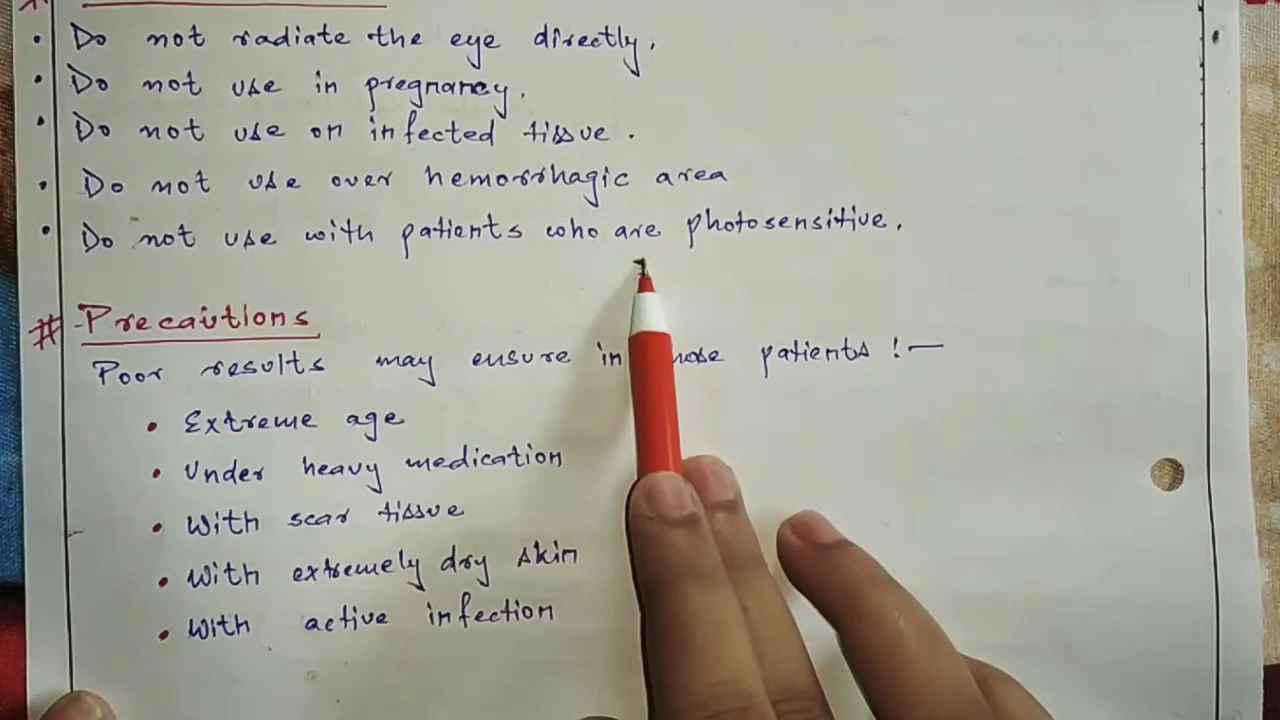 • Do not radiate the eye directly.
• Do not use in pregnancy.
• Do not use on infected tissue.
• Do not use over hemorrhagic area
• Do not use with patients who are photosensitive.
# Precautions
Poor results may ensure in patients :—
• Extreme age
• Under heavy medication
• With scar tissue
• With extremely dry skin
• With active infection